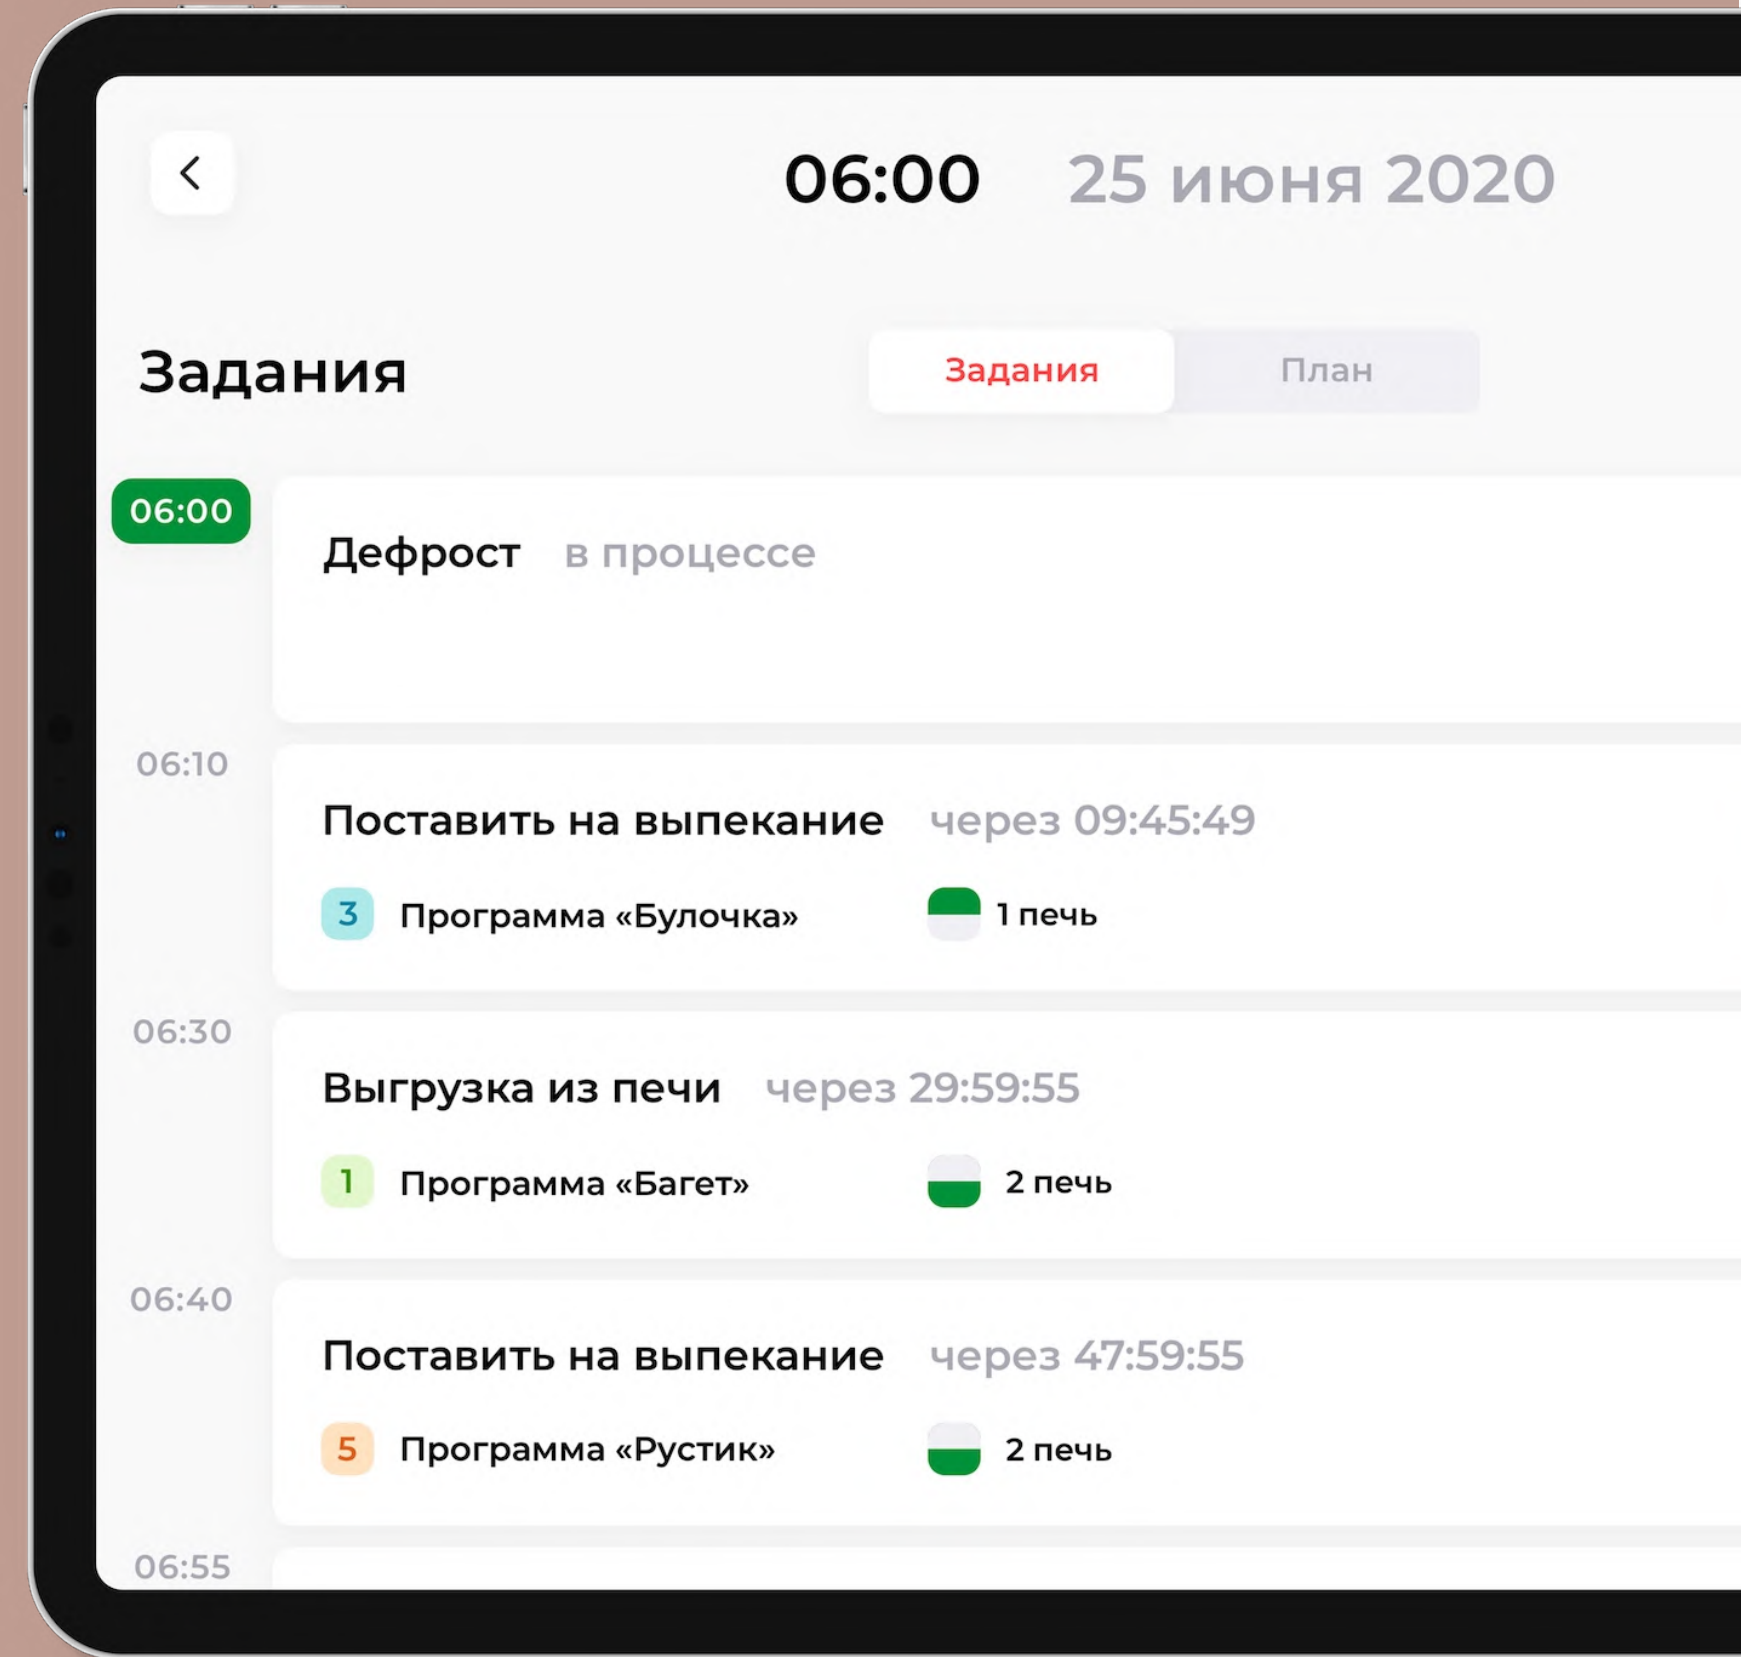 06:00 25 июня 2020
Задания
Задания План
06:00
Дефрост в процессе
06:10
Поставить на выпекание через 09:45:49
3 Программа «Булочка» 1 печь
06:30
Выгрузка из печи через 29:59:55
1 Программа «Багет» 2 печь
06:40
Поставить на выпекание через 47:59:55
5 Программа «Рустик» 2 печь
06:55